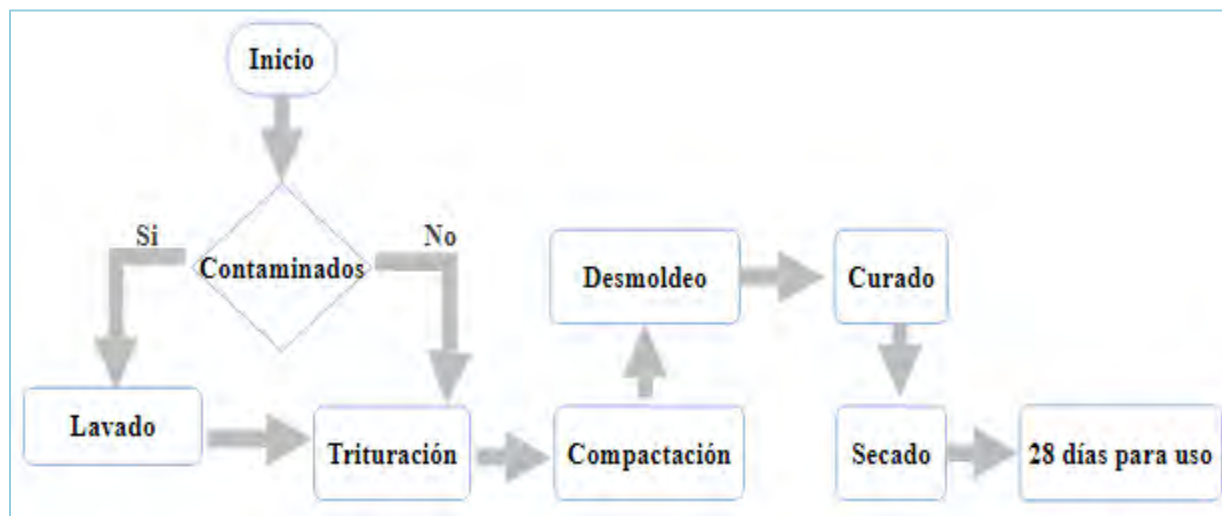 Inicio
Si
No
Contaminados
Desmoldeo
Curado
Lavado
Trituración
Compactación
Secado
28 días para uso